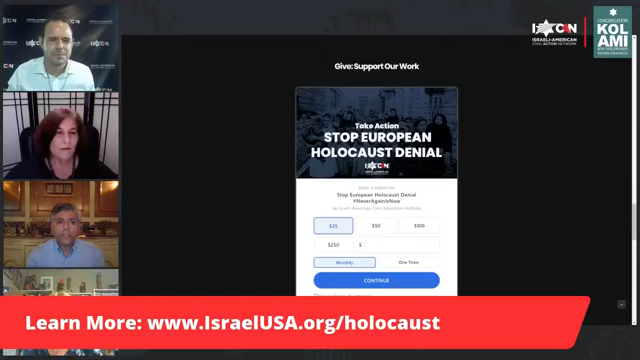 ISRAELI-AMERICAN
CIVIC ACTION NETWORK
CONGREGATION
KOL
AMI
Give: Support Our Work
Take Action
STOP EUROPEAN
HOLOCAUST DENIAL
Stop European Holocaust Denial
#NeverAgainIsNow
by Israeli-American Civic Education Institute
$25
$50
$100
$250
$
Monthly
One Time
CONTINUE
Learn More: www.IsraelUSA.org/holocaust